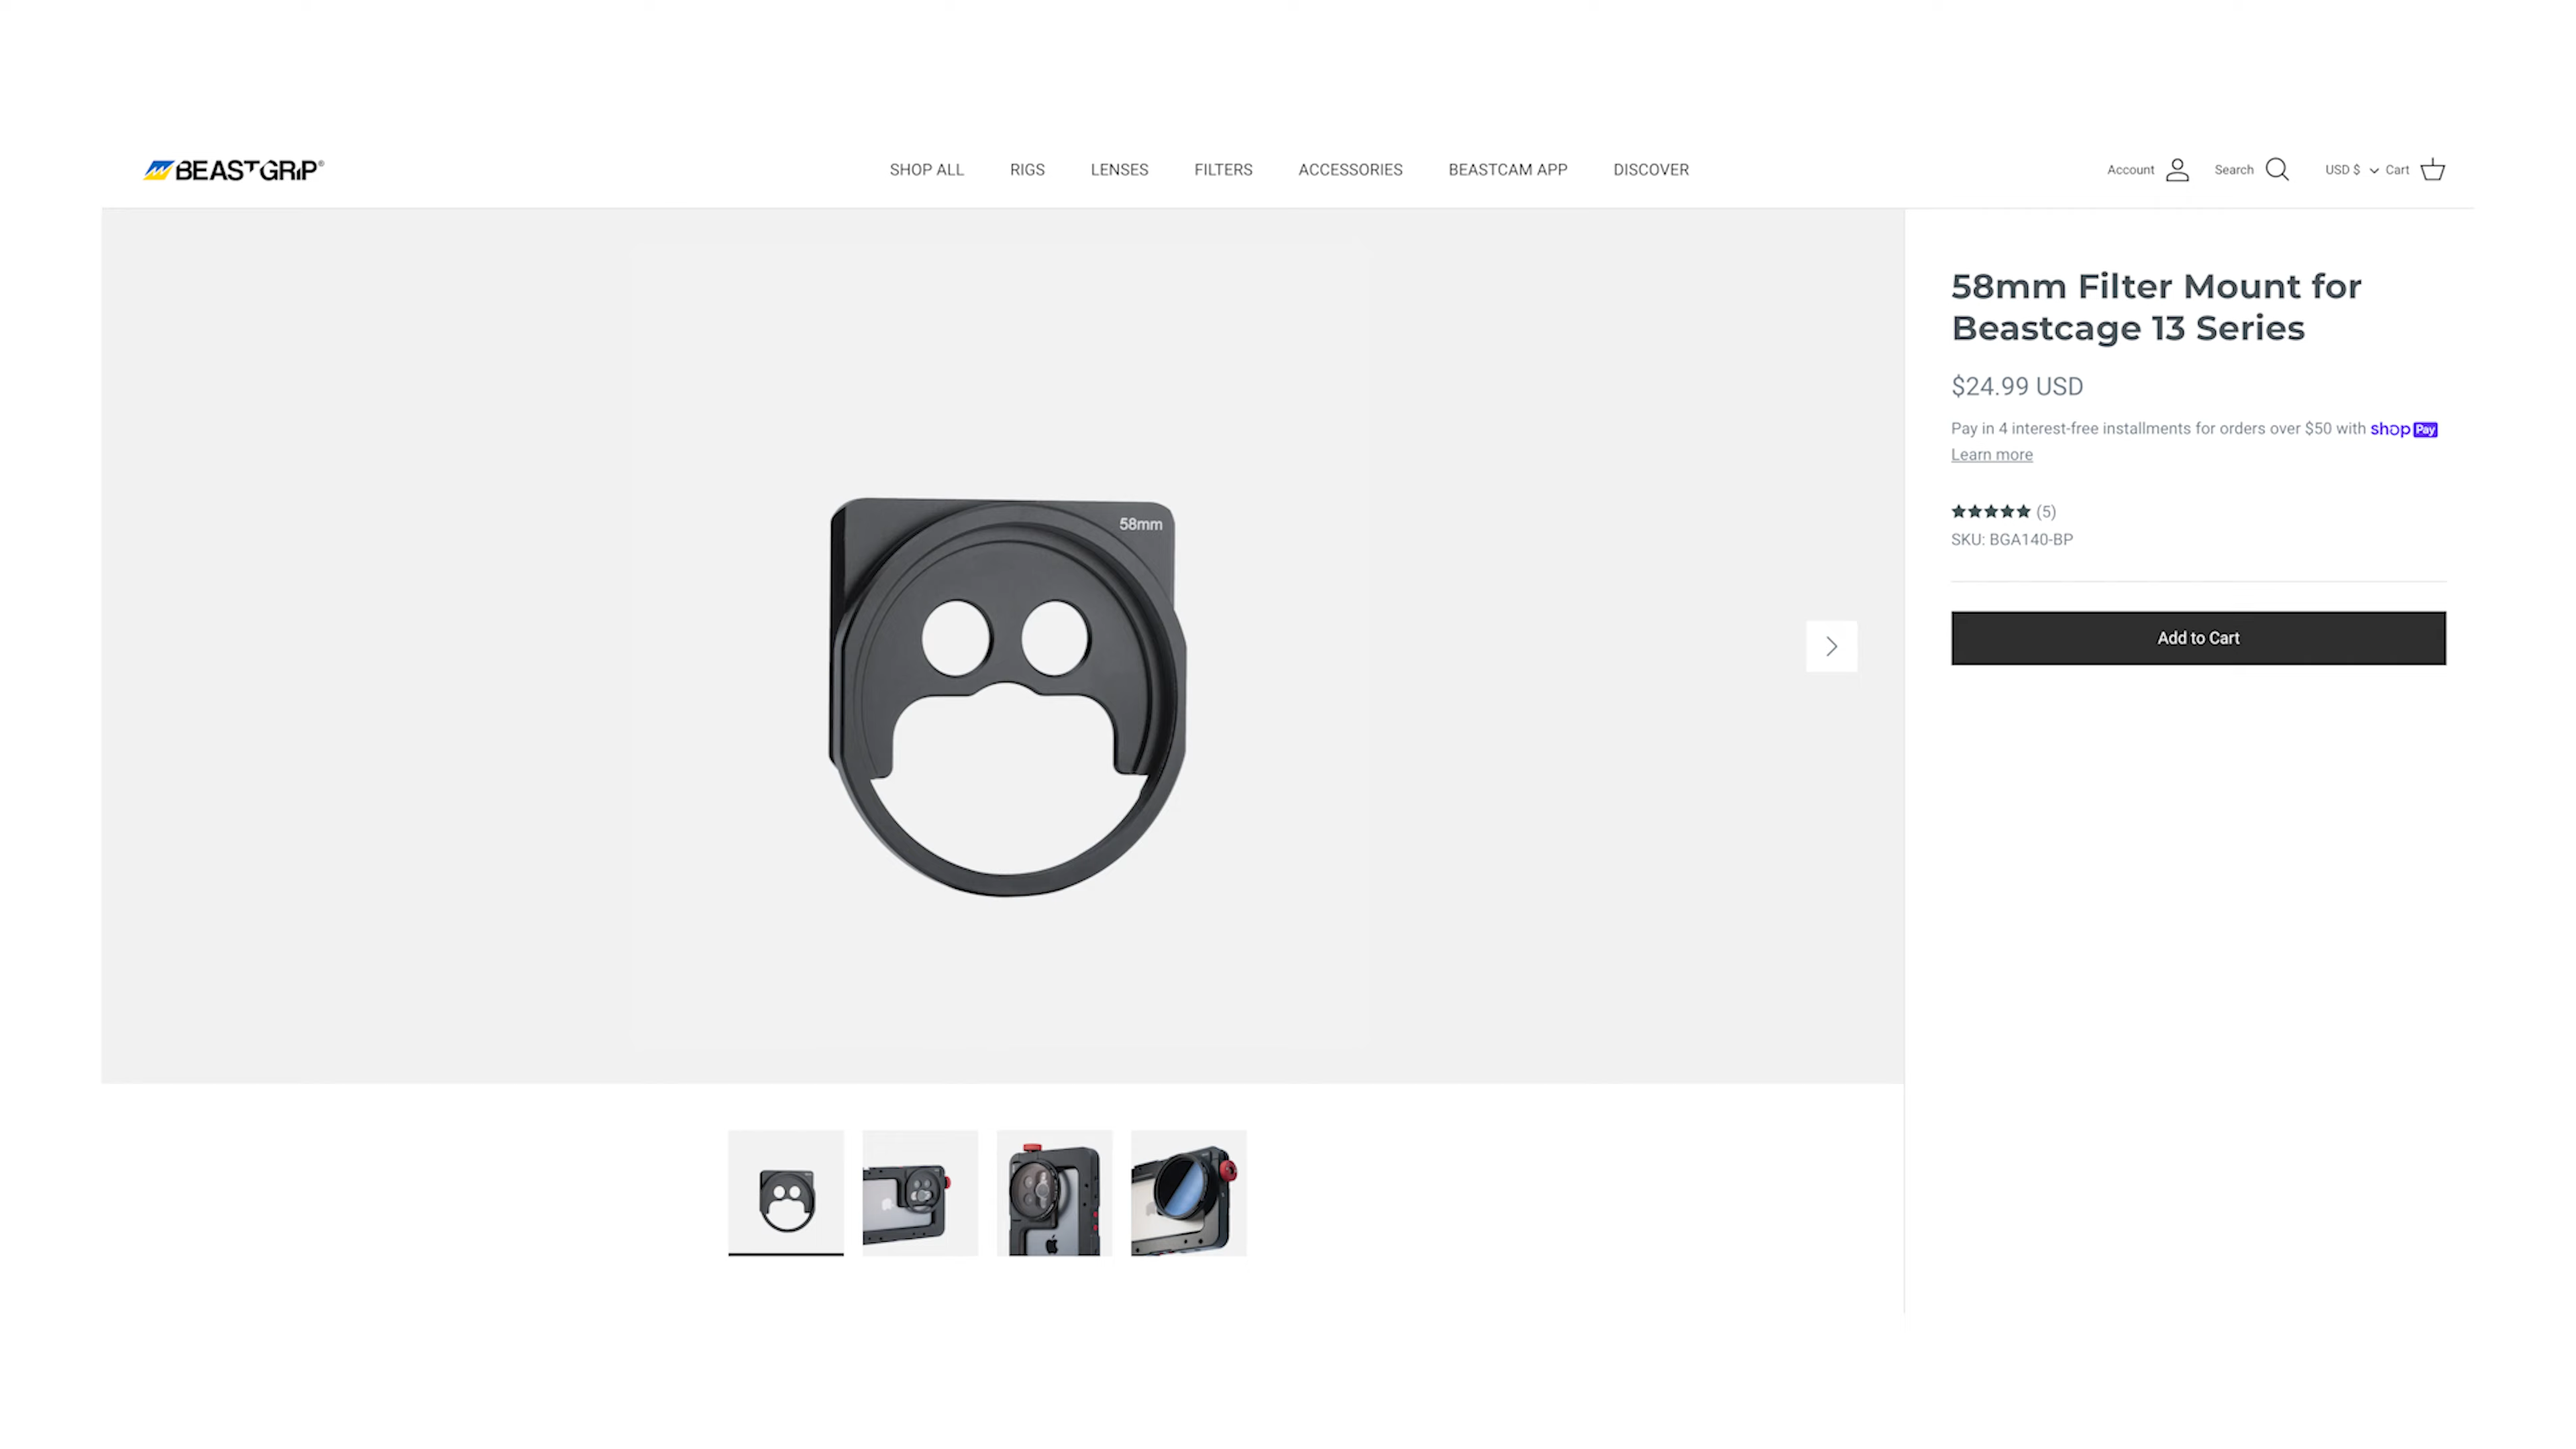 BEASTGRIP®
SHOP ALL
RIGS
LENSES
FILTERS
ACCESSORIES
BEASTCAM APP
DISCOVER
Account
Search
USD $
Cart
58mm
58mm Filter Mount for
Beastcage 13 Series
$24.99 USD
Pay in 4 interest-free installments for orders over $50 with shop Pay
Learn more
(5)
SKU: BGA140-BP
Add to Cart